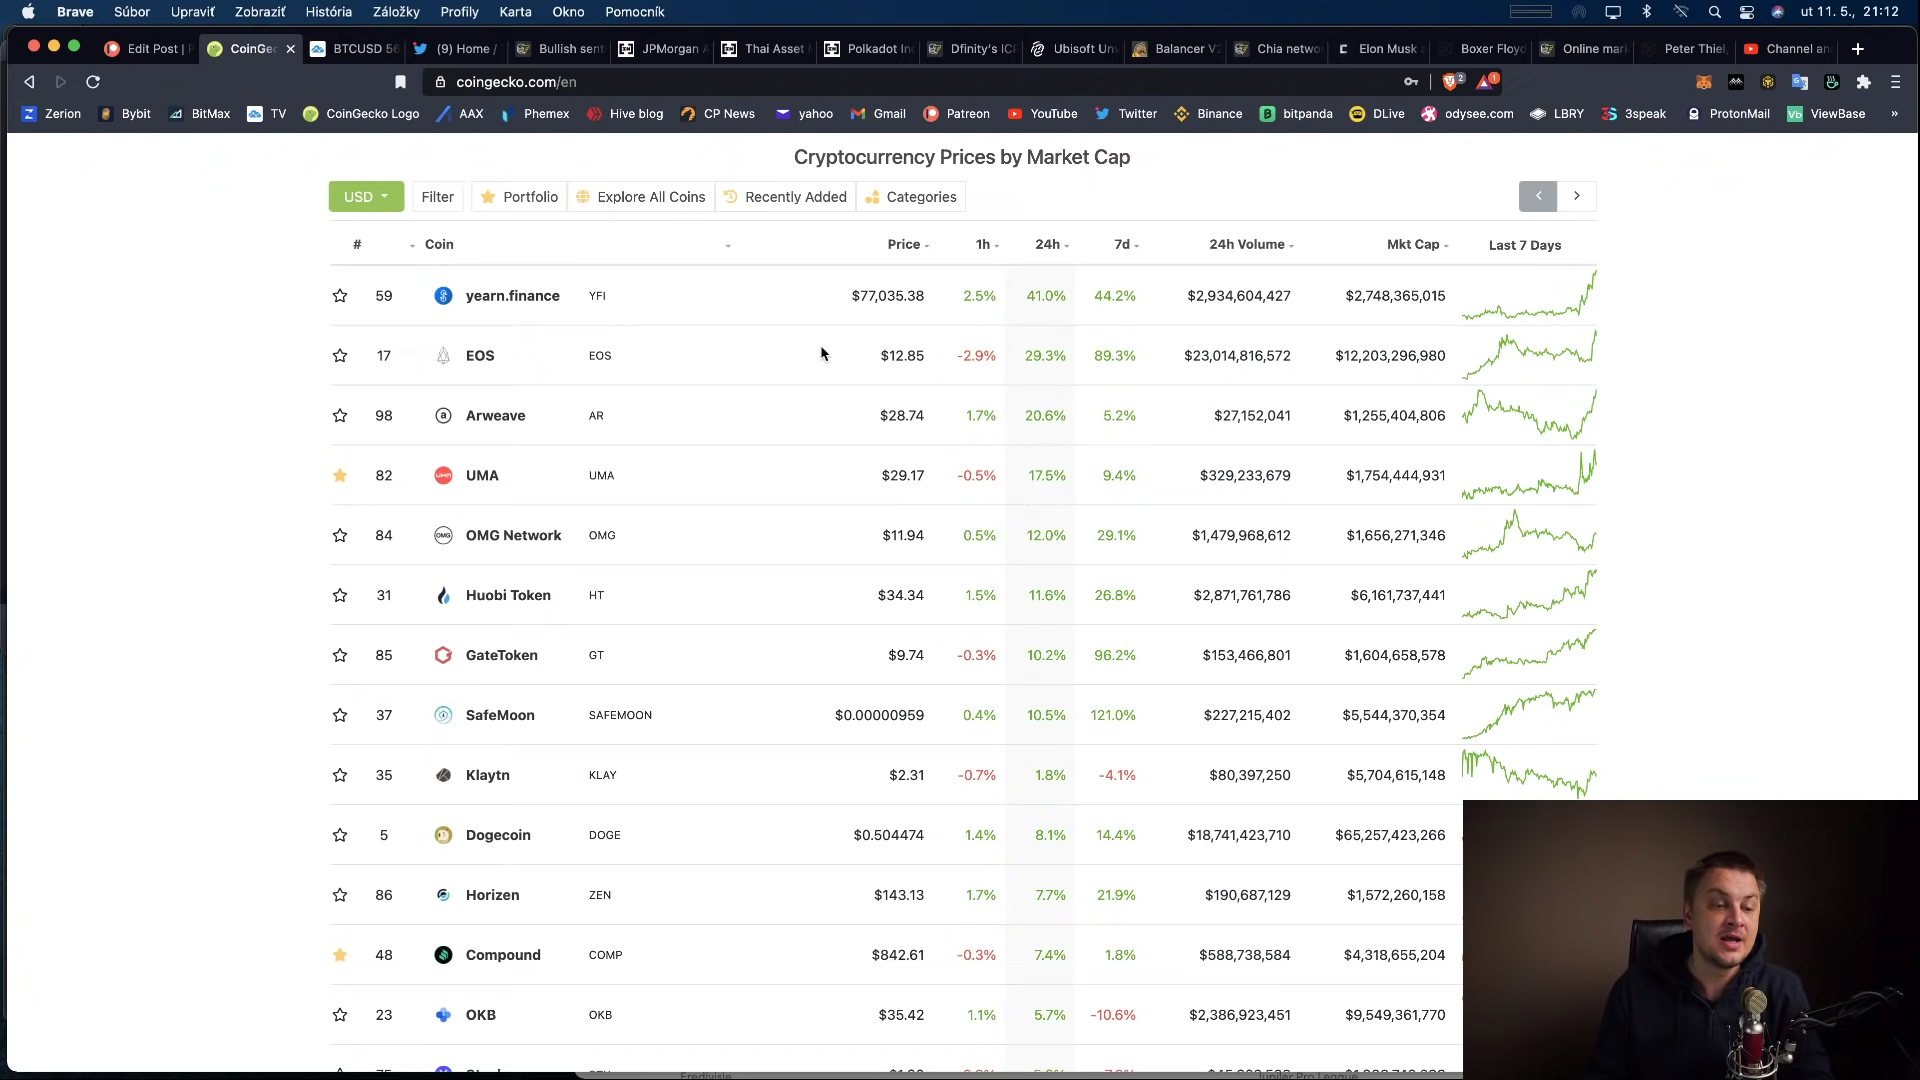 Brave Súbor Upraviť Zobraziť História Záložky Profily Karta Okno Pomocník ut 11. 5., 21:12
Edit Post | CoinGec BTCUSD 56 (9) Home / Bullish sent JPMorgan A Thai Asset Polkadot In Dfinity's ICP Ubisoft Un Balancer V2 Chia netwo Elon Musk a Boxer Floyd Online mar Peter Thiel, Channel an
coingecko.com/en 2 1
Zerion Bybit BitMax TV CoinGecko Logo AAX Phemex Hive blog CP News yahoo Gmail Patreon YouTube Twitter Binance bitpanda DLive odysee.com LBRY 3speak ProtonMail Vb ViewBase »
Cryptocurrency Prices by Market Cap
USD Filter Portfolio Explore All Coins Recently Added Categories
# Coin Price 1h 24h 7d 24h Volume Mkt Cap Last 7 Days
59 yearn.finance YFI $77,035.38 2.5% 41.0% 44.2% $2,934,604,427 $2,748,365,015
17 EOS EOS $12.85 -2.9% 29.3% 89.3% $23,014,816,572 $12,203,296,980
98 Arweave AR $28.74 1.7% 20.6% 5.2% $27,152,041 $1,255,404,806
82 UMA UMA $29.17 -0.5% 17.5% 9.4% $329,233,679 $1,754,444,931
84 OMG Network OMG $11.94 0.5% 12.0% 29.1% $1,479,968,612 $1,656,271,346
31 Huobi Token HT $34.34 1.5% 11.6% 26.8% $2,871,761,786 $6,161,737,441
85 GateToken GT $9.74 -0.3% 10.2% 96.2% $153,466,801 $1,604,658,578
37 SafeMoon SAFEMOON $0.00000959 0.4% 10.5% 121.0% $227,215,402 $5,544,370,354
35 Klaytn KLAY $2.31 -0.7% 1.8% -4.1% $80,397,250 $5,704,615,148
5 Dogecoin DOGE $0.504474 1.4% 8.1% 14.4% $18,741,423,710 $65,257,423,266
86 Horizen ZEN $143.13 1.7% 7.7% 21.9% $190,687,129 $1,572,260,158
48 Compound COMP $842.61 -0.3% 7.4% 1.8% $588,738,584 $4,318,655,204
23 OKB OKB $35.42 1.1% 5.7% -10.6% $2,386,923,451 $9,549,361,770